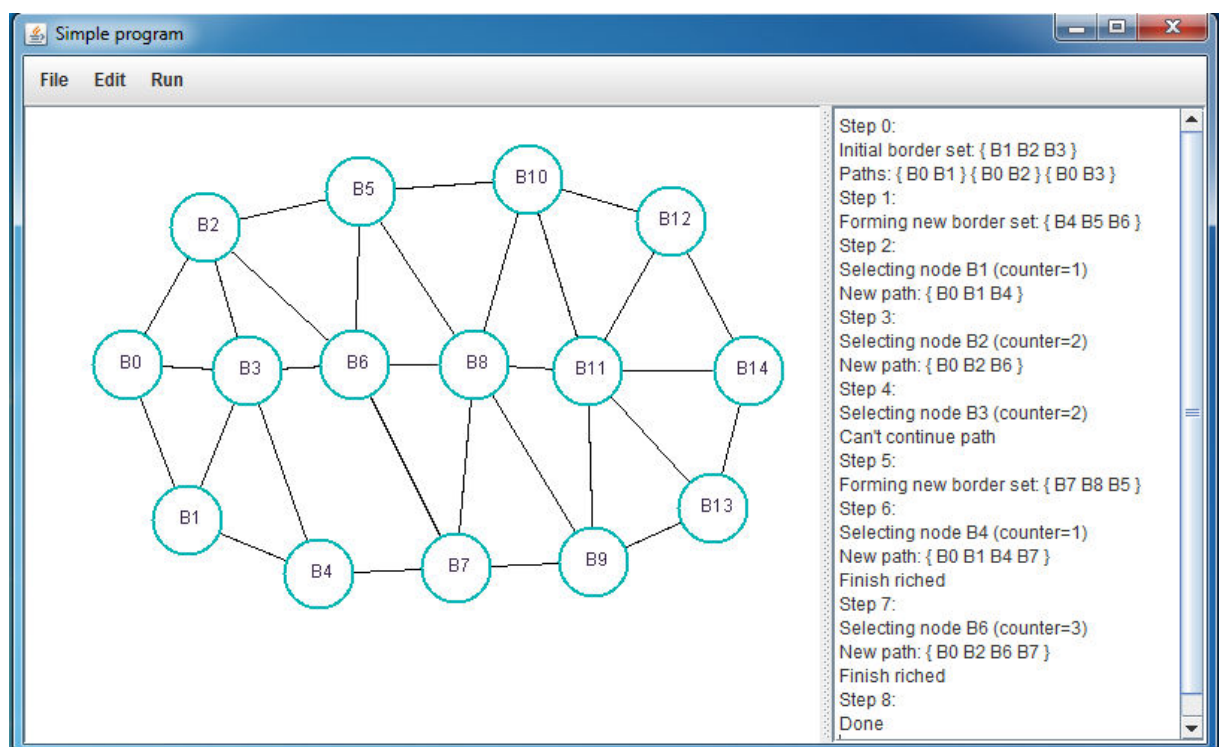 Simple program
File Edit Run
B5
B10
B2
B12
B0
B3
B6
B8
B11
B14
B1
B13
B4
B7
B9
Step 0:
Initial border set: { B1 B2 B3 }
Paths: { B0 B1 } { B0 B2 } { B0 B3 }
Step 1:
Forming new border set: { B4 B5 B6 }
Step 2:
Selecting node B1 (counter=1)
New path: { B0 B1 B4 }
Step 3:
Selecting node B2 (counter=2)
New path: { B0 B2 B6 }
Step 4:
Selecting node B3 (counter=2)
Can't continue path
Step 5:
Forming new border set: { B7 B8 B5 }
Step 6:
Selecting node B4 (counter=1)
New path: { B0 B1 B4 B7 }
Finish riched
Step 7:
Selecting node B6 (counter=3)
New path: { B0 B2 B6 B7 }
Finish riched
Step 8:
Done